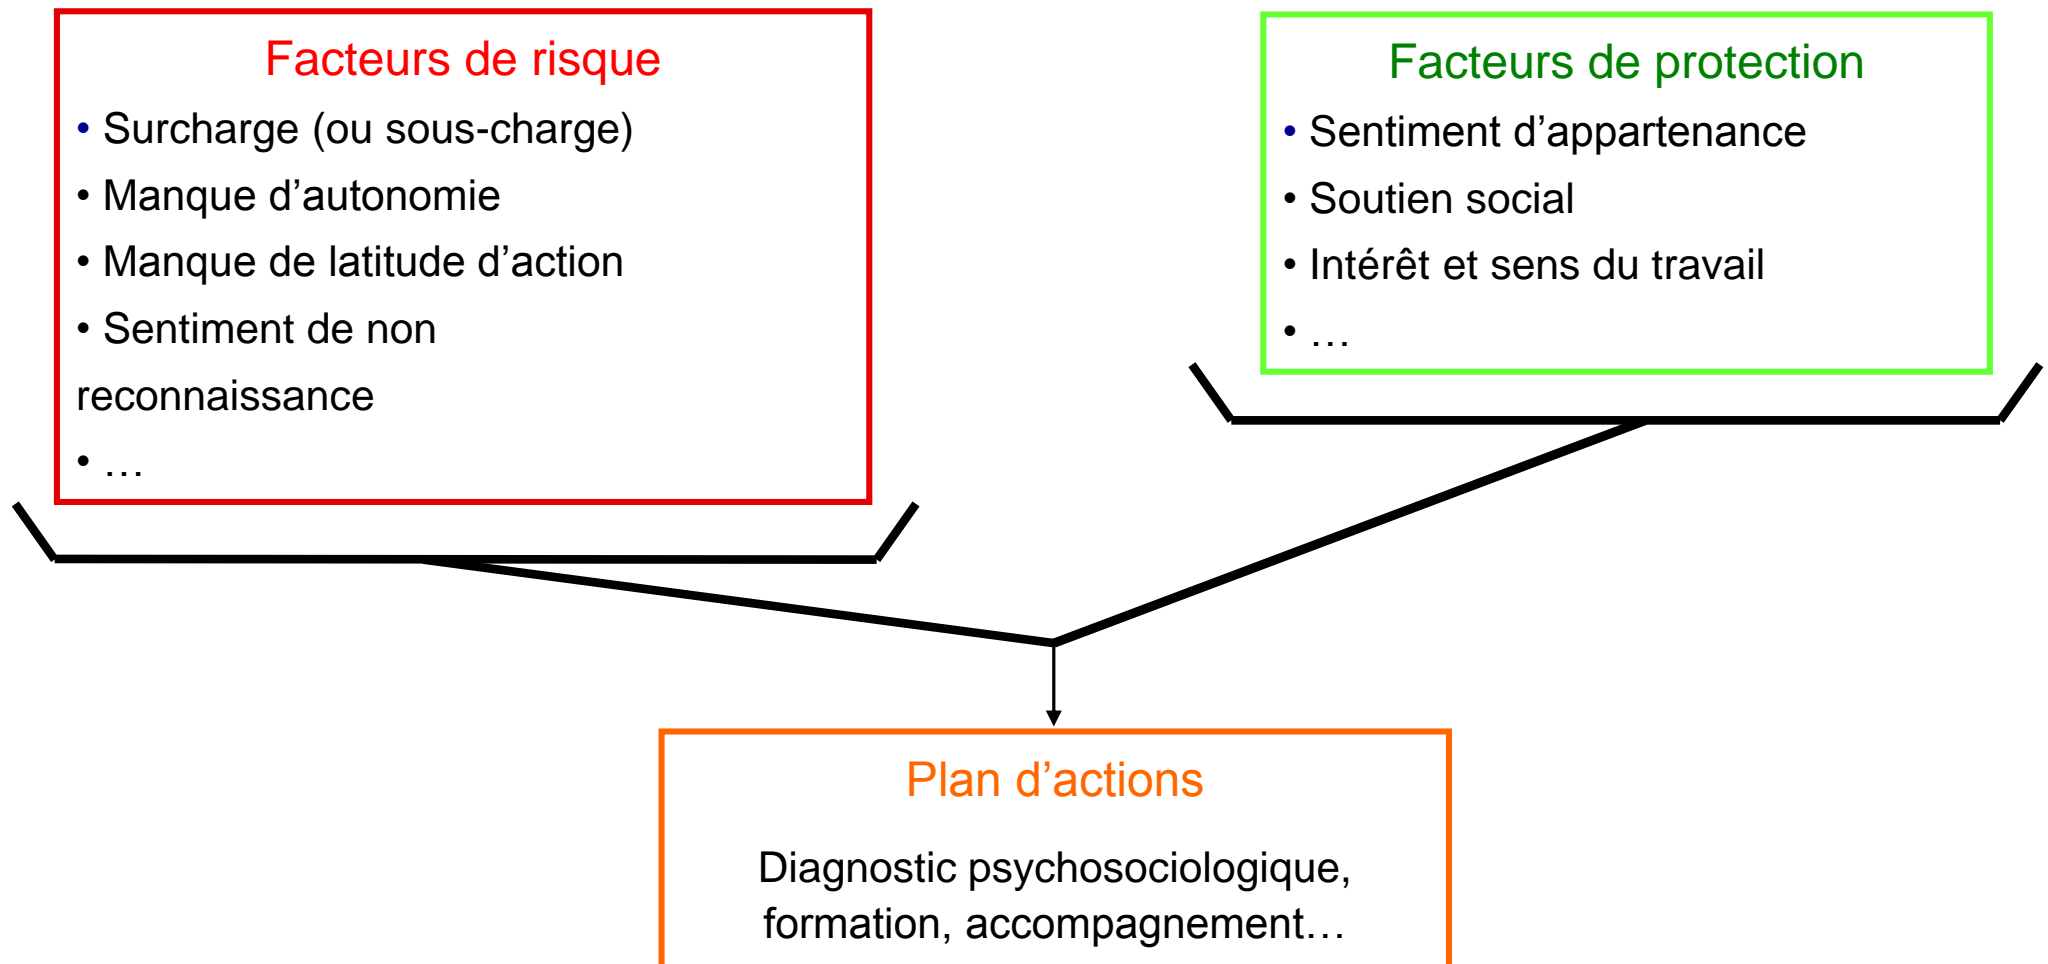 Facteurs de risque
• Surcharge (ou sous-charge)
• Manque d’autonomie
• Manque de latitude d’action
• Sentiment de non
reconnaissance
• …
Facteurs de protection
• Sentiment d’appartenance
• Soutien social
• Intérêt et sens du travail
• …
Plan d’actions
Diagnostic psychosociologique,
formation, accompagnement…